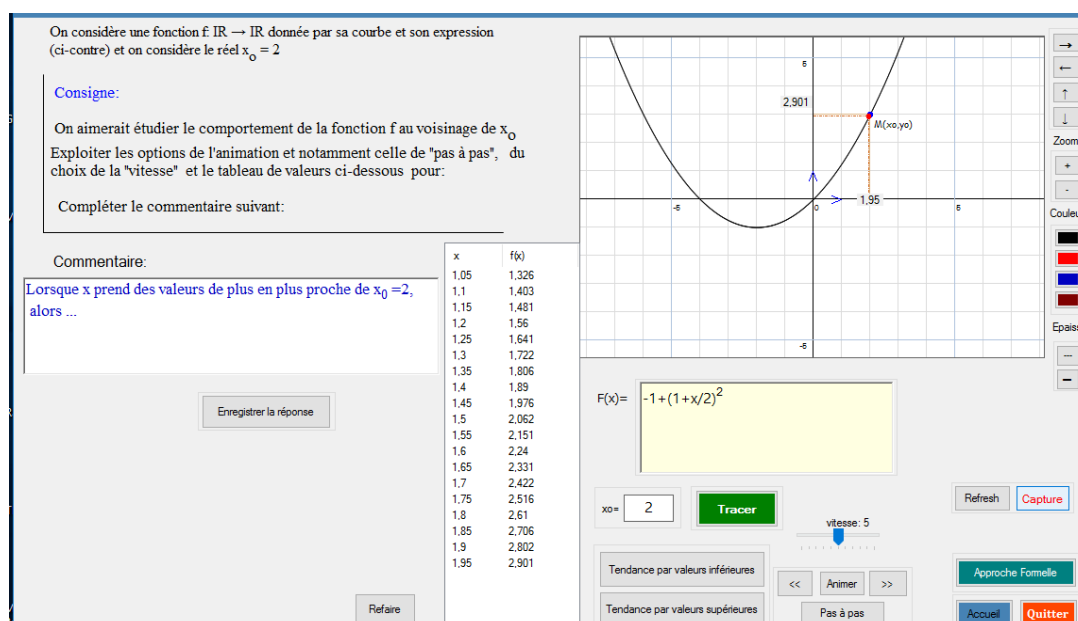 On considère une fonction f: IR → IR donnée par sa courbe et son expression
(ci-contre) et on considère le réel xo = 2
Consigne:
On aimerait étudier le comportement de la fonction f au voisinage de xo
Exploiter les options de l'animation et notamment celle de "pas à pas", du
choix de la "vitesse" et le tableau de valeurs ci-dessous pour:
Compléter le commentaire suivant:
Commentaire:
Lorsque x prend des valeurs de plus en plus proche de x0 =2,
alors ...
Enregistrer la réponse
Refaire
x f(x)
1,05 1,326
1,1 1,403
1,15 1,481
1,2 1,56
1,25 1,641
1,3 1,722
1,35 1,806
1,4 1,89
1,45 1,976
1,5 2,062
1,55 2,151
1,6 2,24
1,65 2,331
1,7 2,422
1,75 2,516
1,8 2,61
1,85 2,706
1,9 2,802
1,95 2,901
5
2,901
M(xo,yo)
-5 0 1,95 5
-5
→
←
↑
↓
Zoom
+
-
Couleu
Epaiss
F(x)= -1+(1+x/2)²
xo= 2
Tracer
vitesse: 5
Refresh Capture
Tendance par valeurs inférieures
Tendance par valeurs supérieures
<< Animer >>
Pas à pas
Approche Formelle
Accueil Quitter